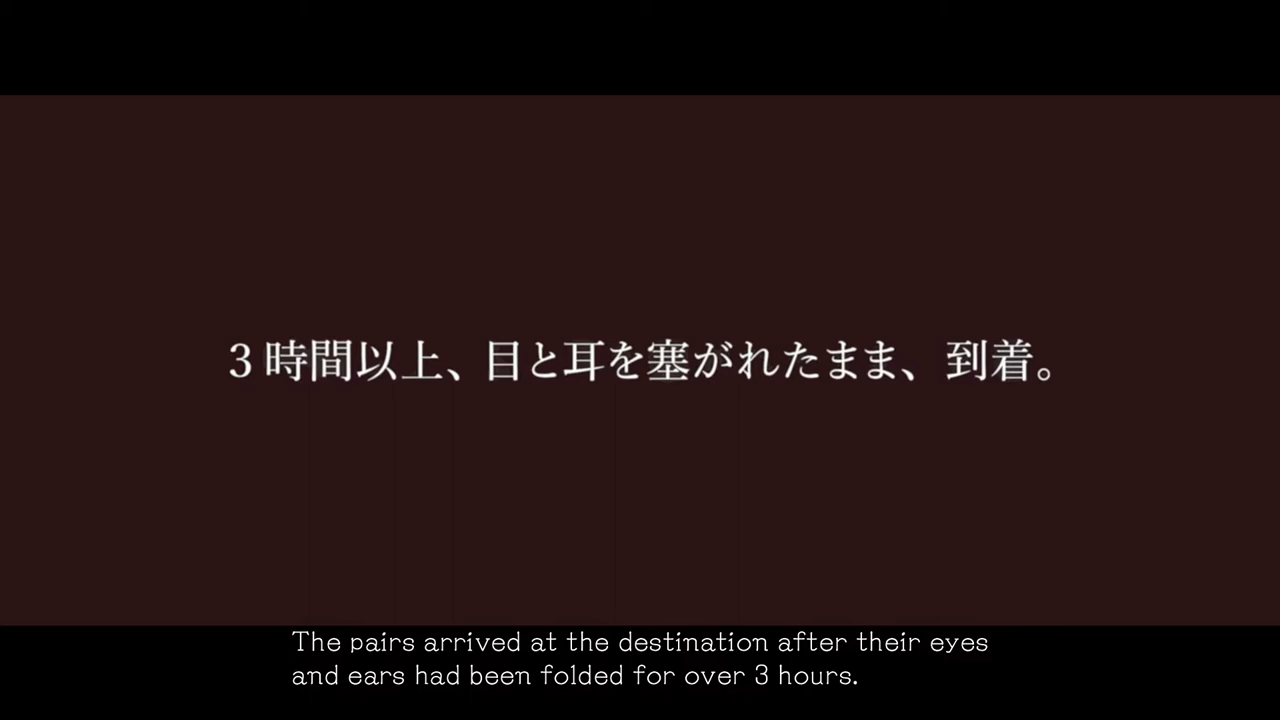 3時間以上、目と耳を塞がれたまま、到着。
The pairs arrived at the destination after their eyes
and ears had been folded for over 3 hours.